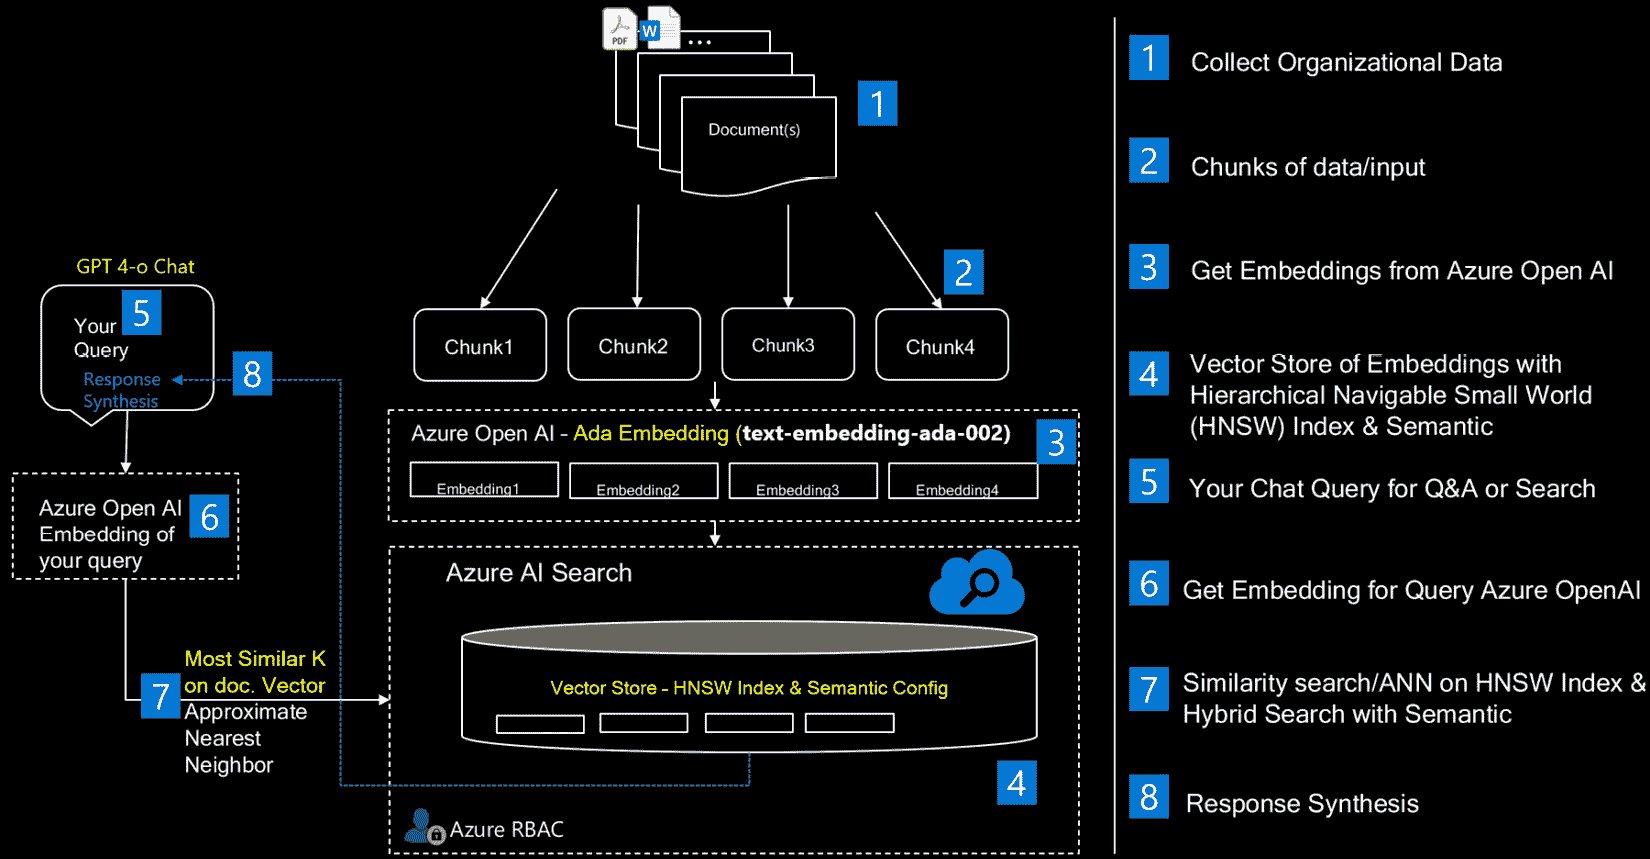 PDF
W
...
Document(s)
1
2
Chunk1
Chunk2
Chunk3
Chunk4
GPT 4-o Chat
5
Your
Query
Response
Synthesis
8
Azure Open AI - Ada Embedding (text-embedding-ada-002)
3
Embedding1
Embedding2
Embedding3
Embedding4
Azure Open AI
Embedding of
your query
6
Azure AI Search
Vector Store - HNSW Index & Semantic Config
4
Azure RBAC
7
Most Similar K
on doc. Vector
Approximate
Nearest
Neighbor
1 Collect Organizational Data
2 Chunks of data/input
3 Get Embeddings from Azure Open AI
4 Vector Store of Embeddings with
Hierarchical Navigable Small World
(HNSW) Index & Semantic
5 Your Chat Query for Q&A or Search
6 Get Embedding for Query Azure OpenAI
7 Similarity search/ANN on HNSW Index &
Hybrid Search with Semantic
8 Response Synthesis